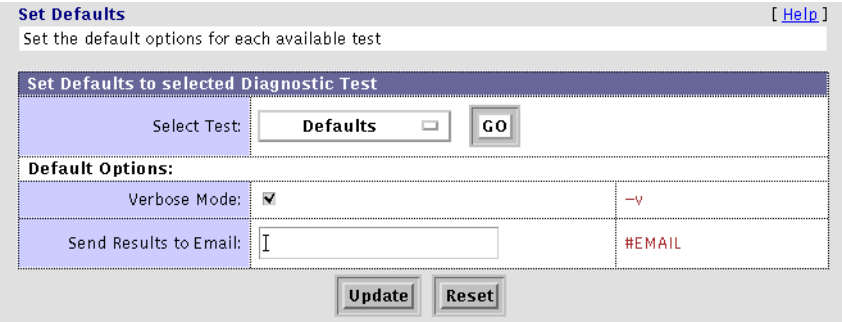 Set Defaults [ Help ]
Set the default options for each available test
Set Defaults to selected Diagnostic Test
Select Test: Defaults GO
Default Options:
Verbose Mode: –v
Send Results to Email: #EMAIL
Update Reset